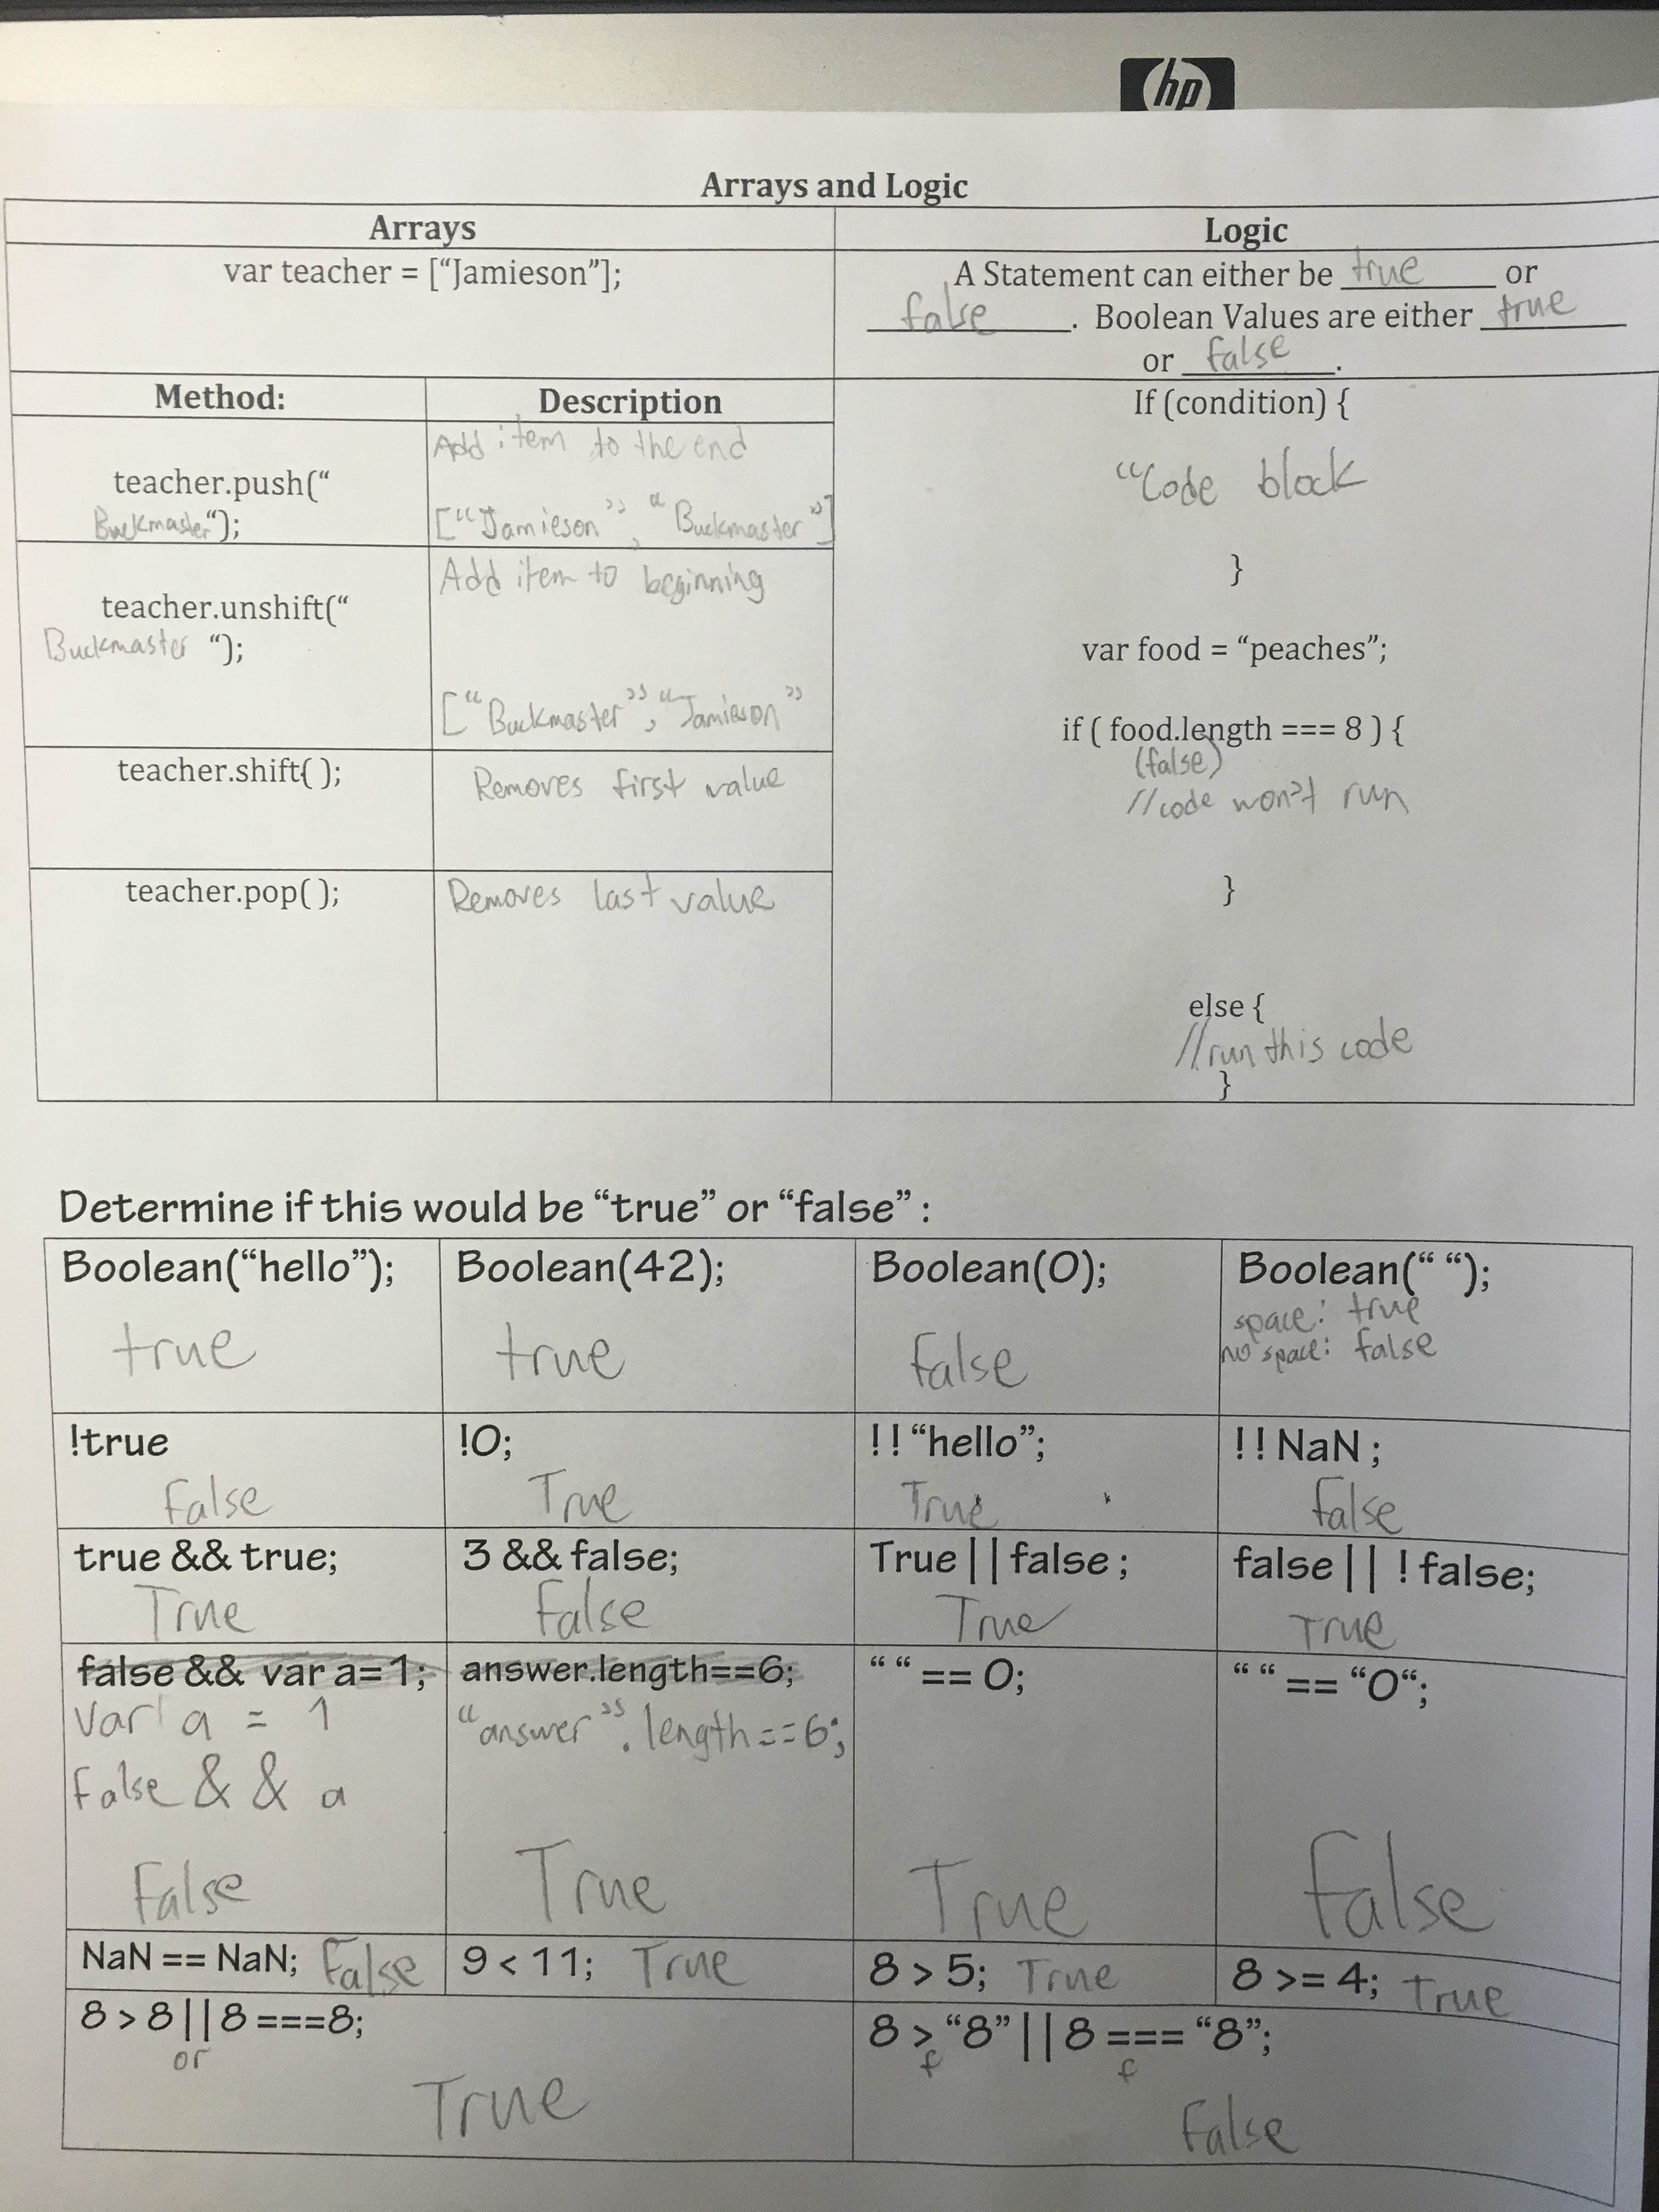 hp
Arrays and Logic
Arrays
var teacher = [“Jamieson”];
Logic
A Statement can either be true or
false. Boolean Values are either true
or false.
Method:
Description
teacher.push(“
Buckmaster“);
Add item to the end
[“Jamieson”, “Buckmaster”]
teacher.unshift(“
Buckmaster “);
Add item to beginning
[“Buckmaster”, “Jamieson”
teacher.shift( );
Removes first value
teacher.pop( );
Removes last value
If (condition) {
“Code block
}
var food = “peaches”;
if ( food.length === 8 ) {
(false)
//code won't run
}
else {
//run this code
}
Determine if this would be “true” or “false” :
Boolean(“hello”);
true
Boolean(42);
true
Boolean(0);
False
Boolean(“ “);
space: true
no space: false
!true
False
!0;
True
!! “hello”;
True
!! NaN ;
False
true && true;
True
3 && false;
False
True || false ;
True
false || ! false;
True
false && var a=1;
Var a = 1
False && a
False
answer.length==6;
“answer”.length==6;
True
“ “ == 0;
True
“ “ == “0“;
False
NaN == NaN; False
9 < 11; True
8 > 5; True
8 >= 4; True
8 > 8 || 8 ===8;
or
True
8 > “8” || 8 === “8”;
f f
False